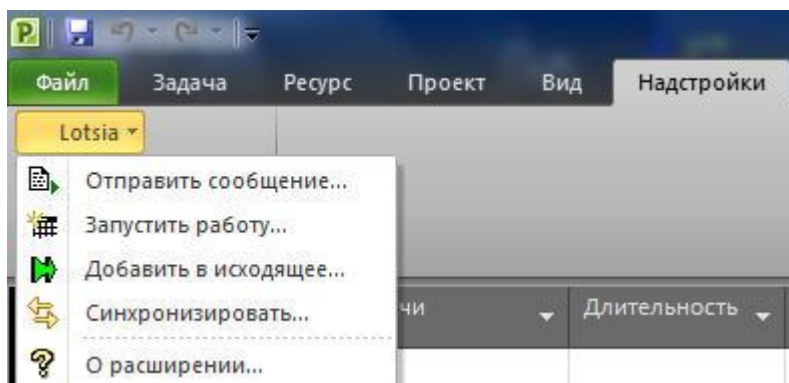 Файл Задача Ресурс Проект Вид Надстройки
Lotsia
Отправить сообщение...
Запустить работу...
Добавить в исходящее...
Синхронизировать...
чи Длительность
О расширении...